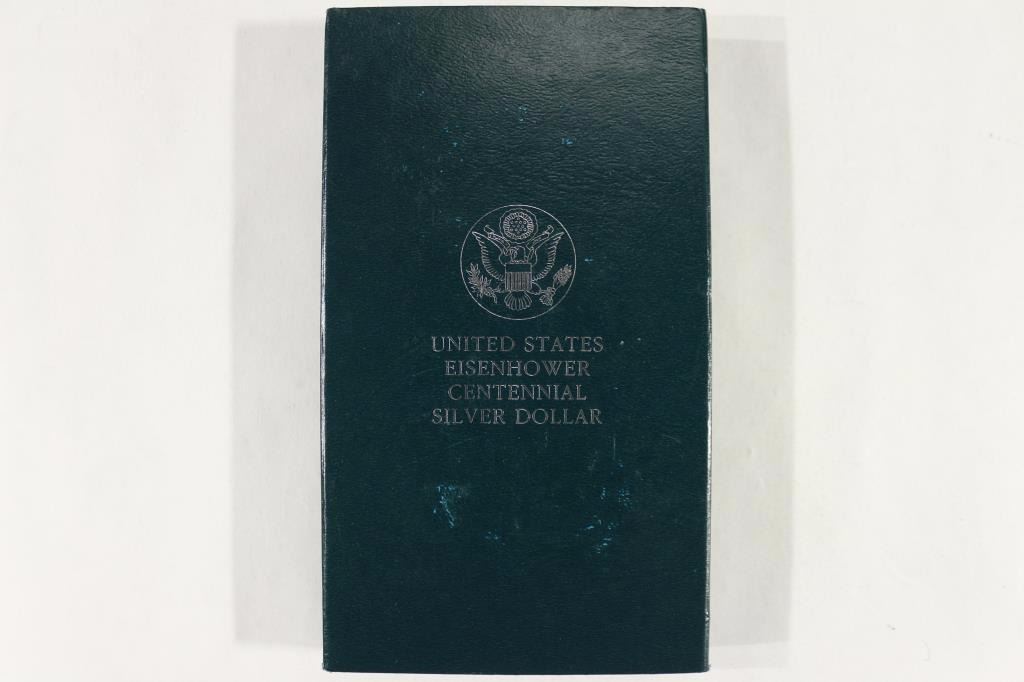 UNITED STATES
EISENHOWER
CENTENNIAL
SILVER DOLLAR